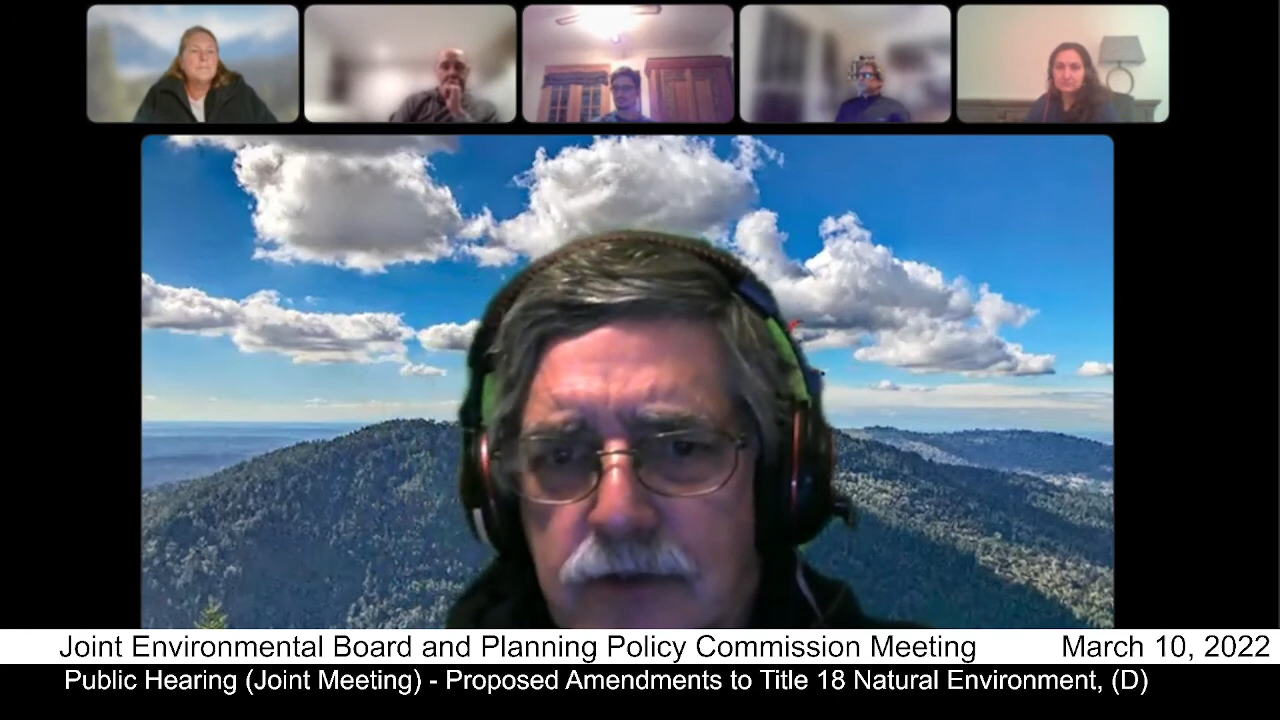 Joint Environmental Board and Planning Policy Commission Meeting March 10, 2022
Public Hearing (Joint Meeting) - Proposed Amendments to Title 18 Natural Environment, (D)